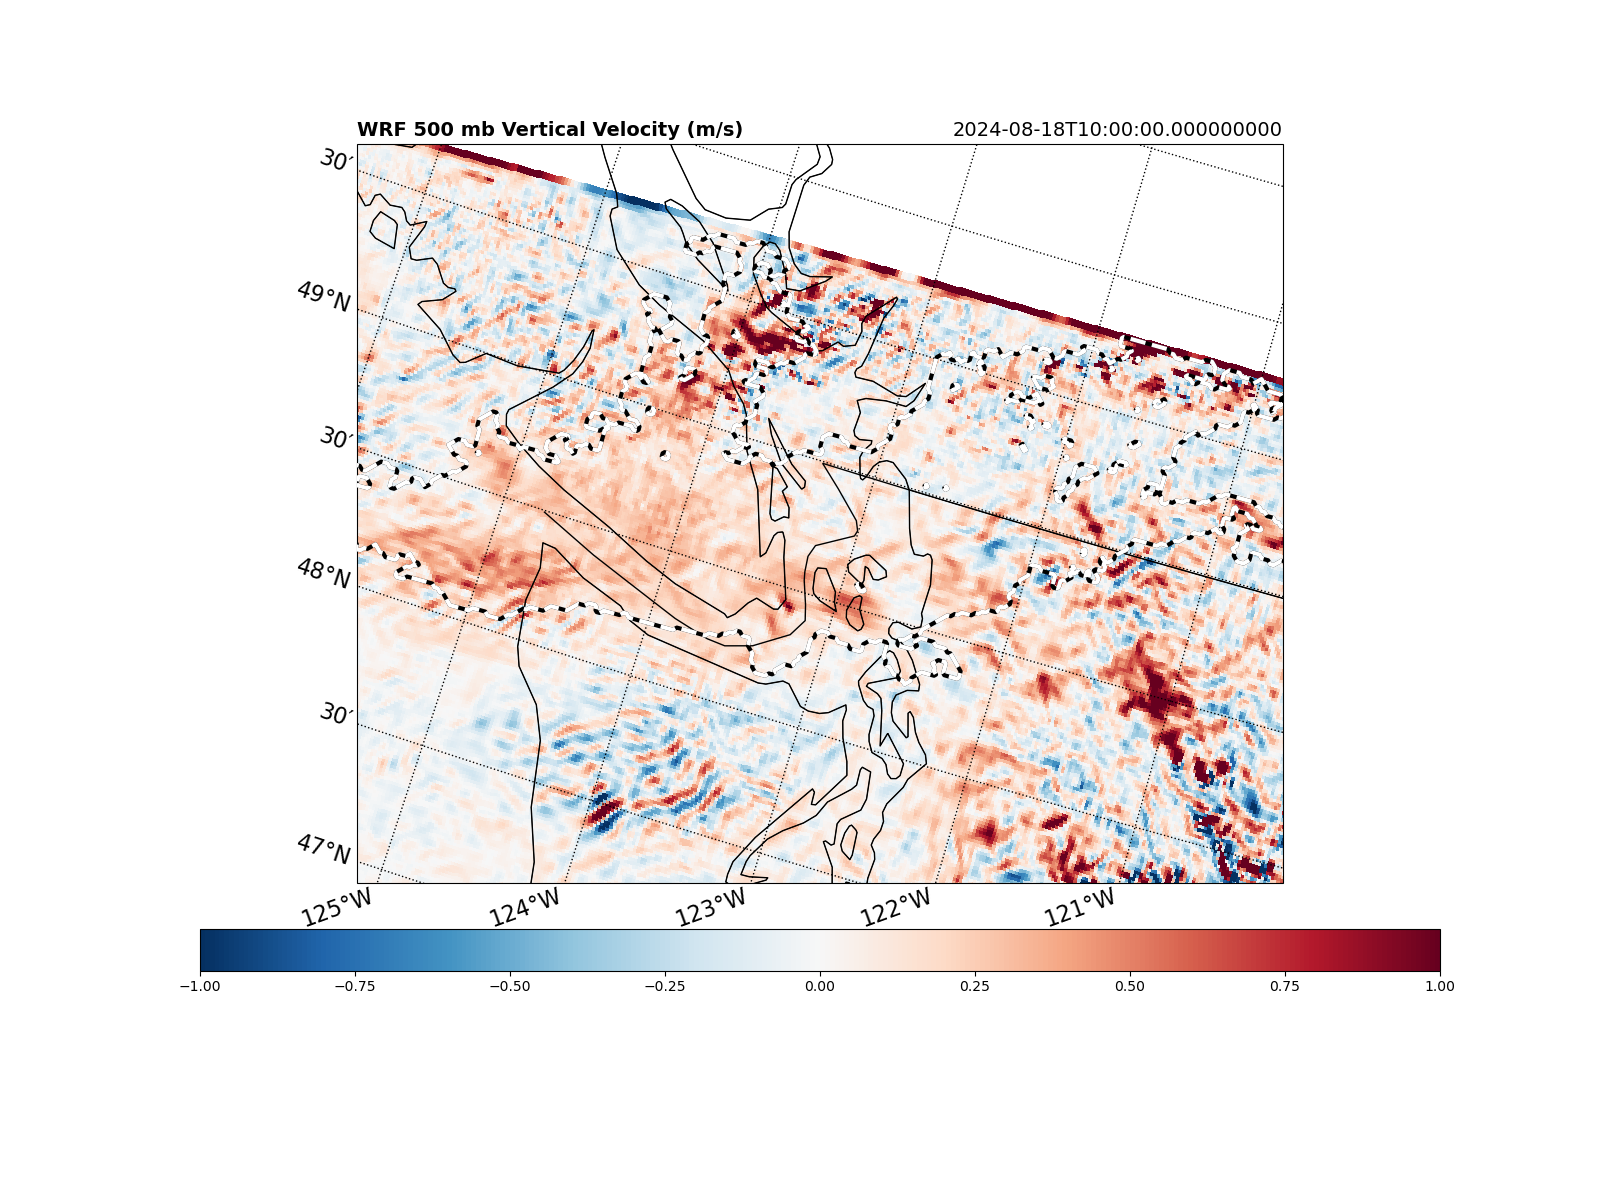 WRF 500 mb Vertical Velocity (m/s)
2024-08-18T10:00:00.000000000
30′
49°N
30′
48°N
30′
47°N
125°W
124°W
123°W
122°W
121°W
−1.00
−0.75
−0.50
−0.25
0.00
0.25
0.50
0.75
1.00